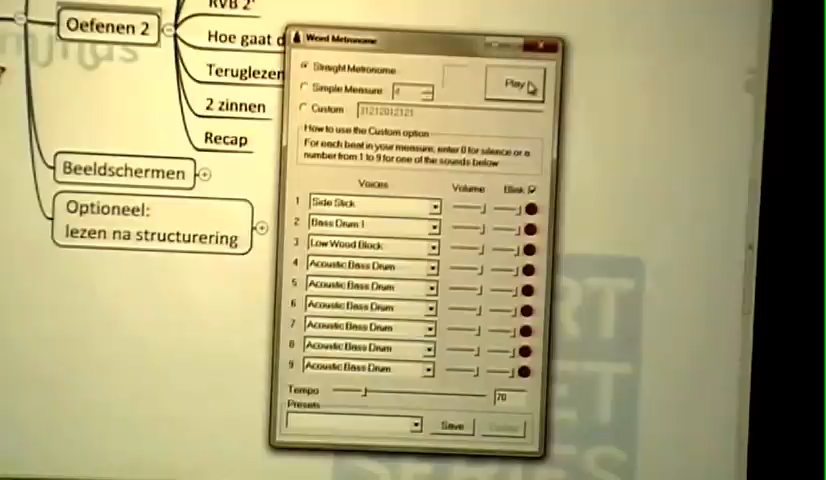 RVB 2'
Oefenen 2
Hoe gaat d
Teruglezen
2 zinnen
Recap
Beeldschermen
Optioneel:
lezen na structurering
Weird Metronome
Straight Metronome
Play
Simple Measure 4
Custom 31212012121
How to use the Custom option
For each beat in your measure, enter 0 for silence or a
number from 1 to 9 for one of the sounds below
Voices Volume Blink
1 Side Stick
2 Bass Drum 1
3 Low Wood Block
4 Acoustic Bass Drum
5 Acoustic Bass Drum
6 Acoustic Bass Drum
7 Acoustic Bass Drum
8 Acoustic Bass Drum
9 Acoustic Bass Drum
Tempo 70
Presets
Save